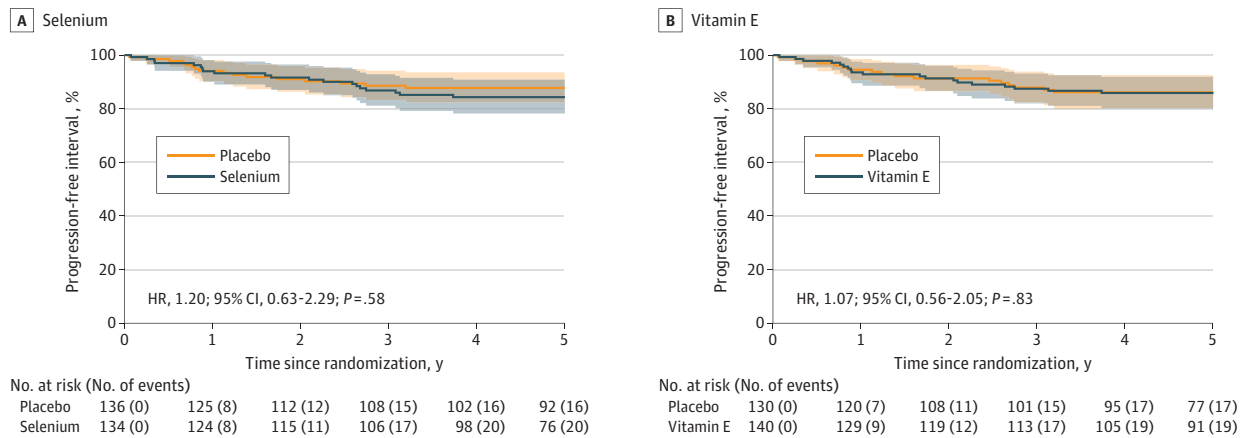 A Selenium
100
80
60
40
20
0
Progression-free interval, %
Placebo
Selenium
HR, 1.20; 95% CI, 0.63-2.29; P=.58
0 1 2 3 4 5
Time since randomization, y
No. at risk (No. of events)
Placebo 136 (0) 125 (8) 112 (12) 108 (15) 102 (16) 92 (16)
Selenium 134 (0) 124 (8) 115 (11) 106 (17) 98 (20) 76 (20)
B Vitamin E
100
80
60
40
20
0
Progression-free interval, %
Placebo
Vitamin E
HR, 1.07; 95% CI, 0.56-2.05; P=.83
0 1 2 3 4 5
Time since randomization, y
No. at risk (No. of events)
Placebo 130 (0) 120 (7) 108 (11) 101 (15) 95 (17) 77 (17)
Vitamin E 140 (0) 129 (9) 119 (12) 113 (17) 105 (19) 91 (19)